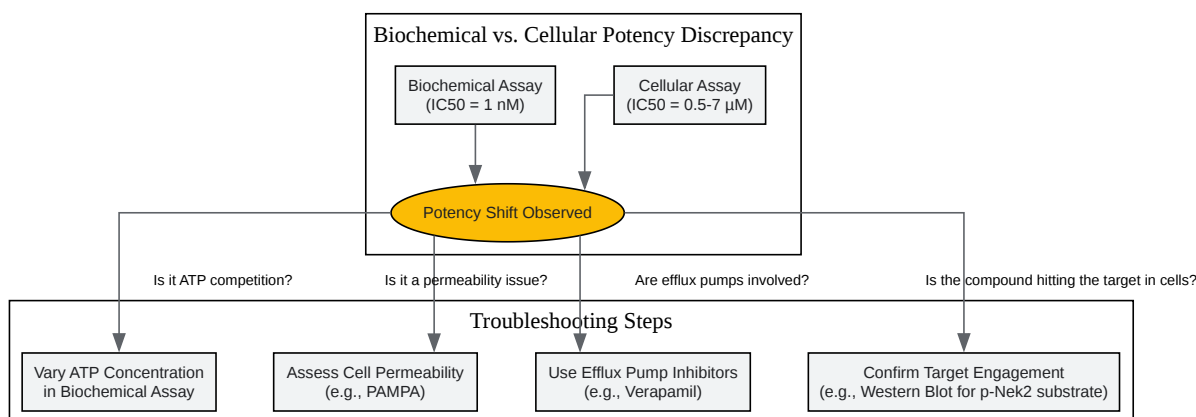 Biochemical vs. Cellular Potency Discrepancy
Biochemical Assay
(IC50 = 1 nM)
Cellular Assay
(IC50 = 0.5-7 µM)
Potency Shift Observed
Is it ATP competition?
Is it a permeability issue?
Are efflux pumps involved?
Is the compound hitting the target in cells?
Troubleshooting Steps
Vary ATP Concentration
in Biochemical Assay
Assess Cell Permeability
(e.g., PAMPA)
Use Efflux Pump Inhibitors
(e.g., Verapamil)
Confirm Target Engagement
(e.g., Western Blot for p-Nek2 substrate)